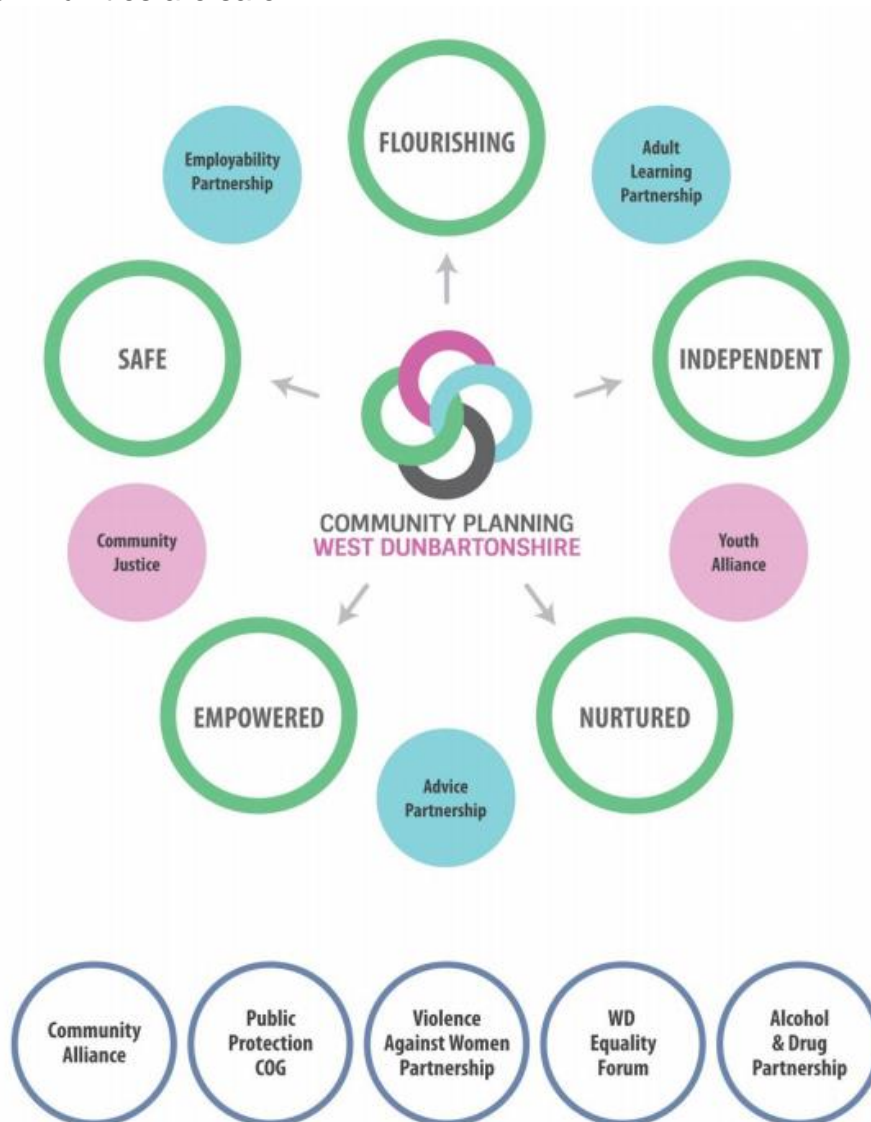 FLOURISHING
Employability
Partnership
Adult
Learning
Partnership
SAFE
INDEPENDENT
COMMUNITY PLANNING
WEST DUNBARTONSHIRE
Community
Justice
Youth
Alliance
EMPOWERED
NURTURED
Advice
Partnership
Community
Alliance
Public
Protection
COG
Violence
Against Women
Partnership
WD
Equality
Forum
Alcohol
& Drug
Partnership